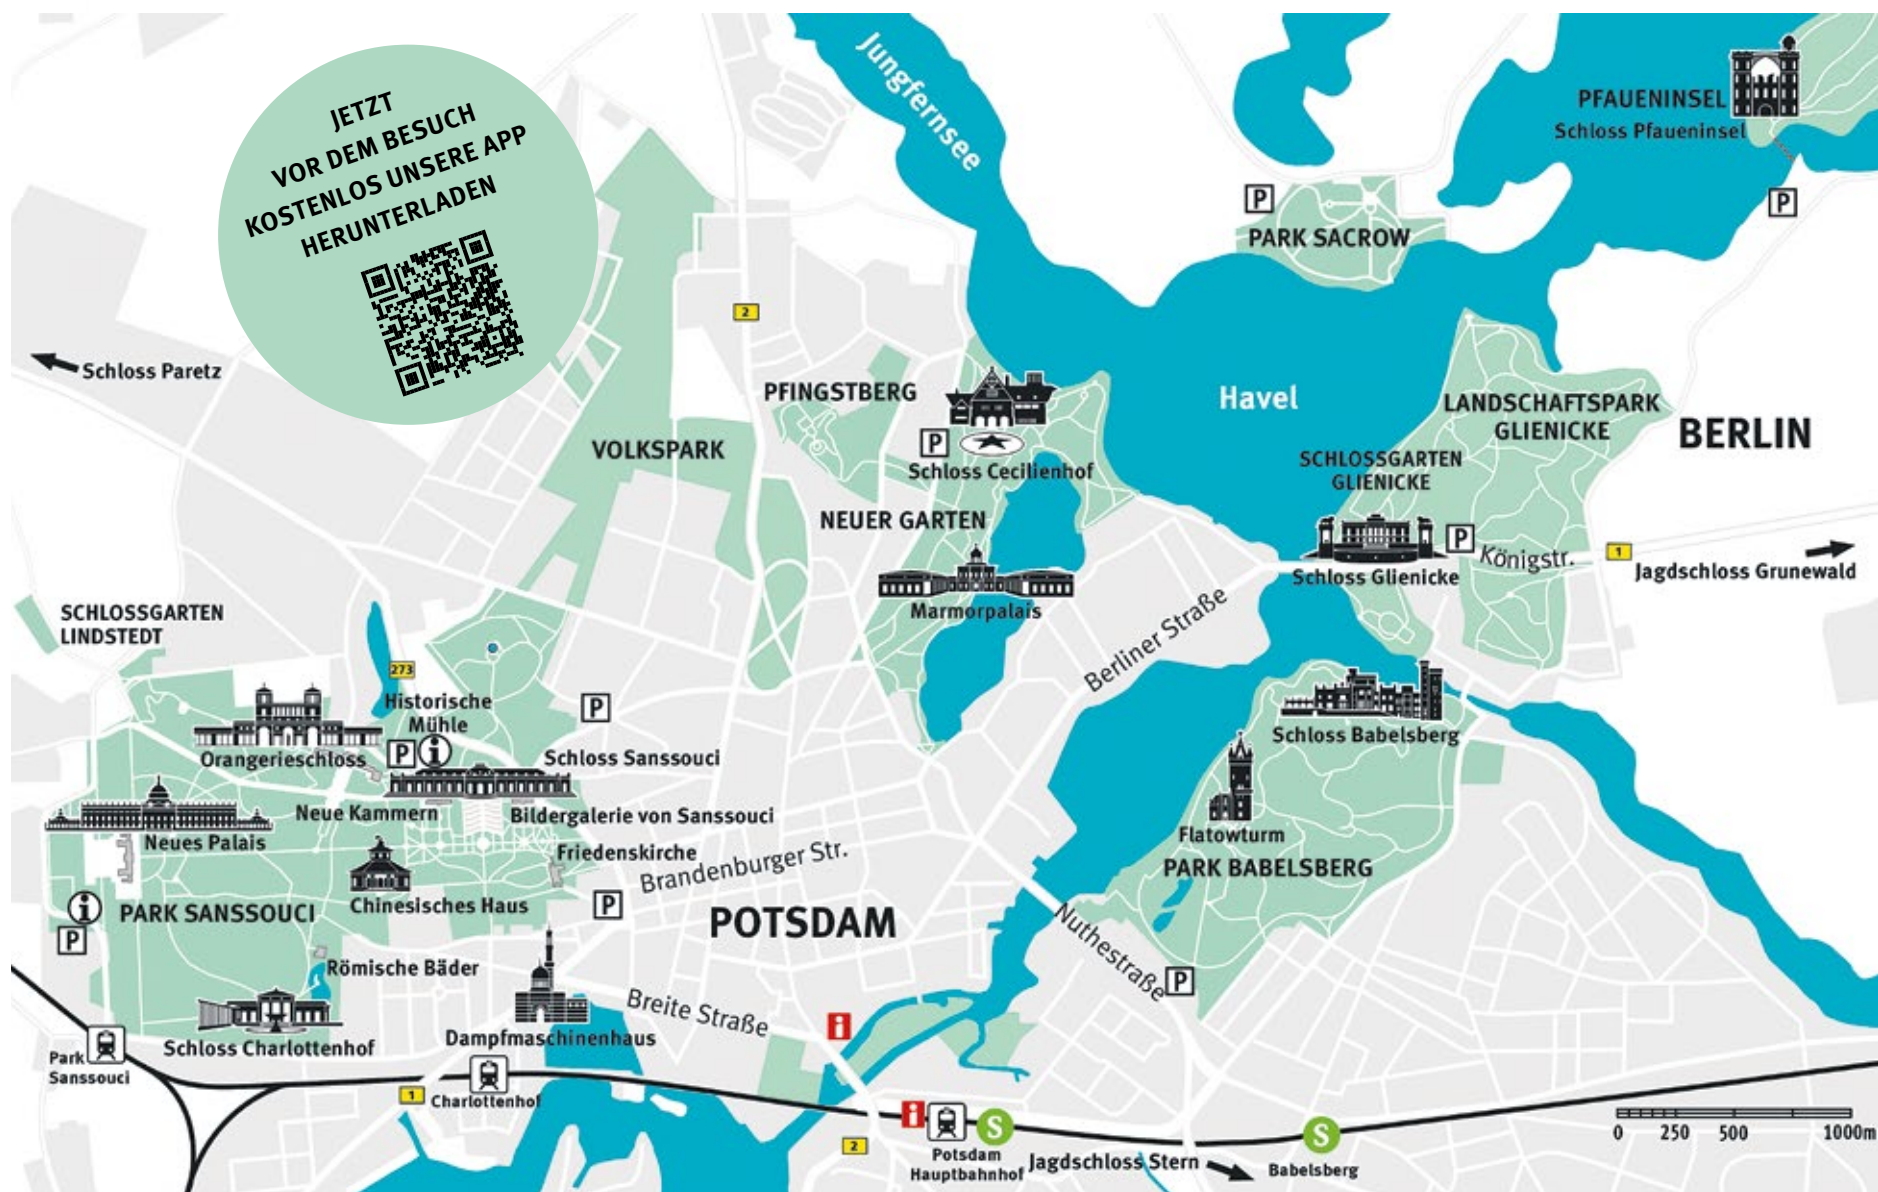 JETZT
VOR DEM BESUCH
KOSTENLOS UNSERE APP
HERUNTERLADEN
Jungfernsee
PFAUENINSEL
Schloss Pfaueninsel
P
P
PARK SACROW
2
Schloss Paretz
PFINGSTBERG
Havel
LANDSCHAFTSPARK
GLIENICKE
BERLIN
VOLKSPARK
P
Schloss Cecilienhof
SCHLOSSGARTEN
GLIENICKE
NEUER GARTEN
P
Königstr.
1
Schloss Glienicke
Jagdschloss Grunewald
Marmorpalais
Berliner Straße
SCHLOSSGARTEN
LINDSTEDT
273
Historische
Mühle
P
P
i
Orangerieschloss
Schloss Sanssouci
Schloss Babelsberg
Neue Kammern
Bildergalerie von Sanssouci
Neues Palais
Flatowturm
Friedenskirche
Brandenburger Str.
PARK BABELSBERG
Chinesisches Haus
P
i
PARK SANSSOUCI
P
POTSDAM
Nuthestraße
P
Römische Bäder
Breite Straße
i
Dampfmaschinenhaus
Schloss Charlottenhof
Park
Sanssouci
1
Charlottenhof
i
S
S
2
Potsdam
Hauptbahnhof
Jagdschloss Stern
Babelsberg
0 250 500 1000m